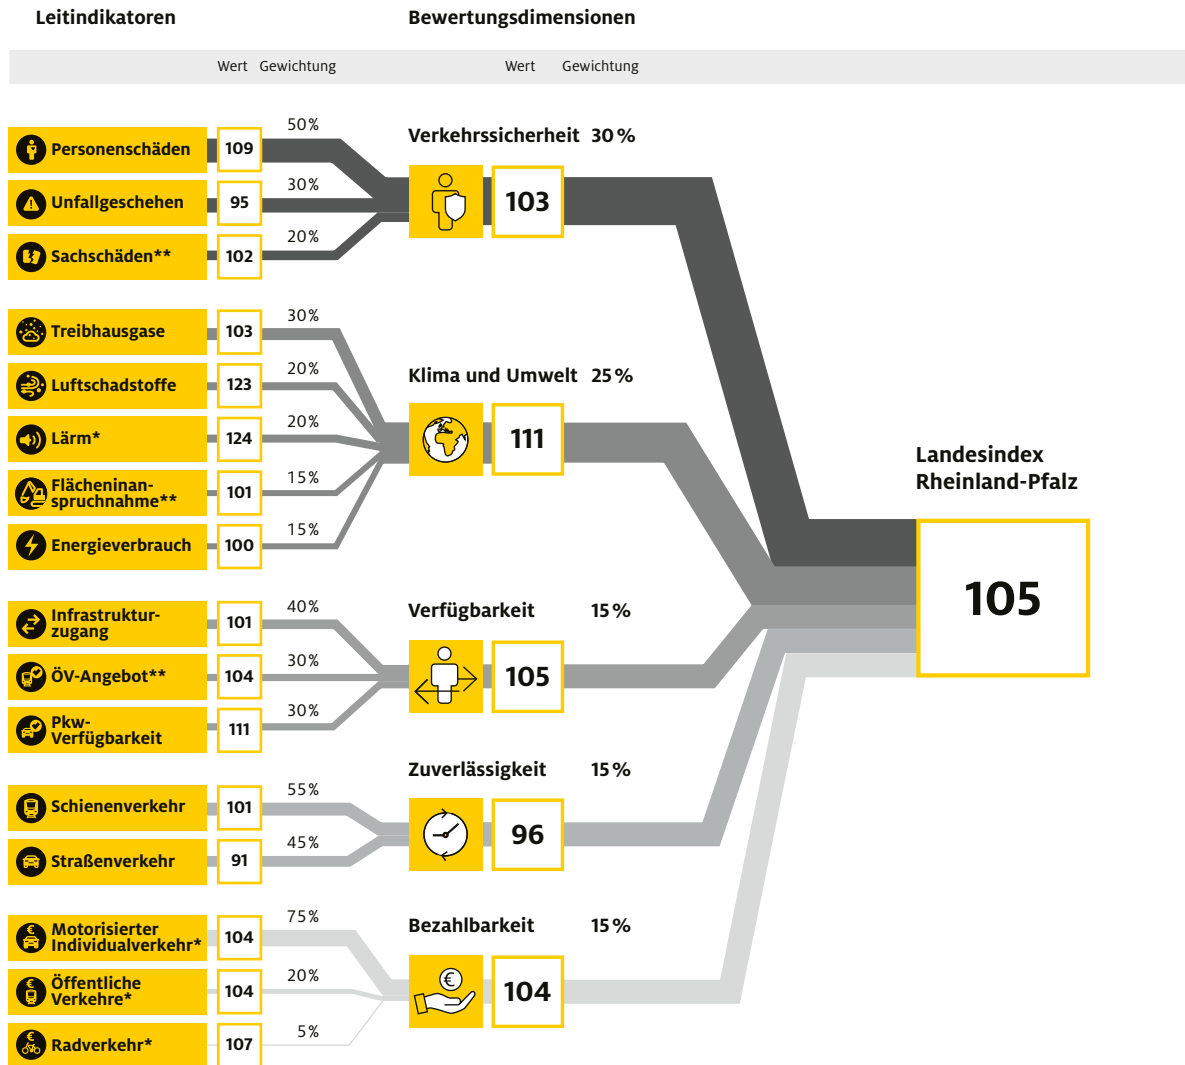 Leitindikatoren
Bewertungsdimensionen
Wert Gewichtung
Wert Gewichtung
Personenschäden 109 50 %
Unfallgeschehen 95 30 %
Sachschäden** 102 20 %
Verkehrssicherheit 30 %
103
Treibhausgase 103 30 %
Luftschadstoffe 123 20 %
Lärm* 124 20 %
Flächeninan-
spruchnahme** 101 15 %
Energieverbrauch 100 15 %
Klima und Umwelt 25 %
111
Infrastruktur-
zugang 101 40 %
ÖV-Angebot** 104 30 %
Pkw-
Verfügbarkeit 111 30 %
Verfügbarkeit 15 %
105
Schienenverkehr 101 55 %
Straßenverkehr 91 45 %
Zuverlässigkeit 15 %
96
Motorisierter
Individualverkehr* 104 75 %
Öffentliche
Verkehre* 104 20 %
Radverkehr* 107 5 %
Bezahlbarkeit 15 %
€
104
Landesindex
Rheinland-Pfalz
105